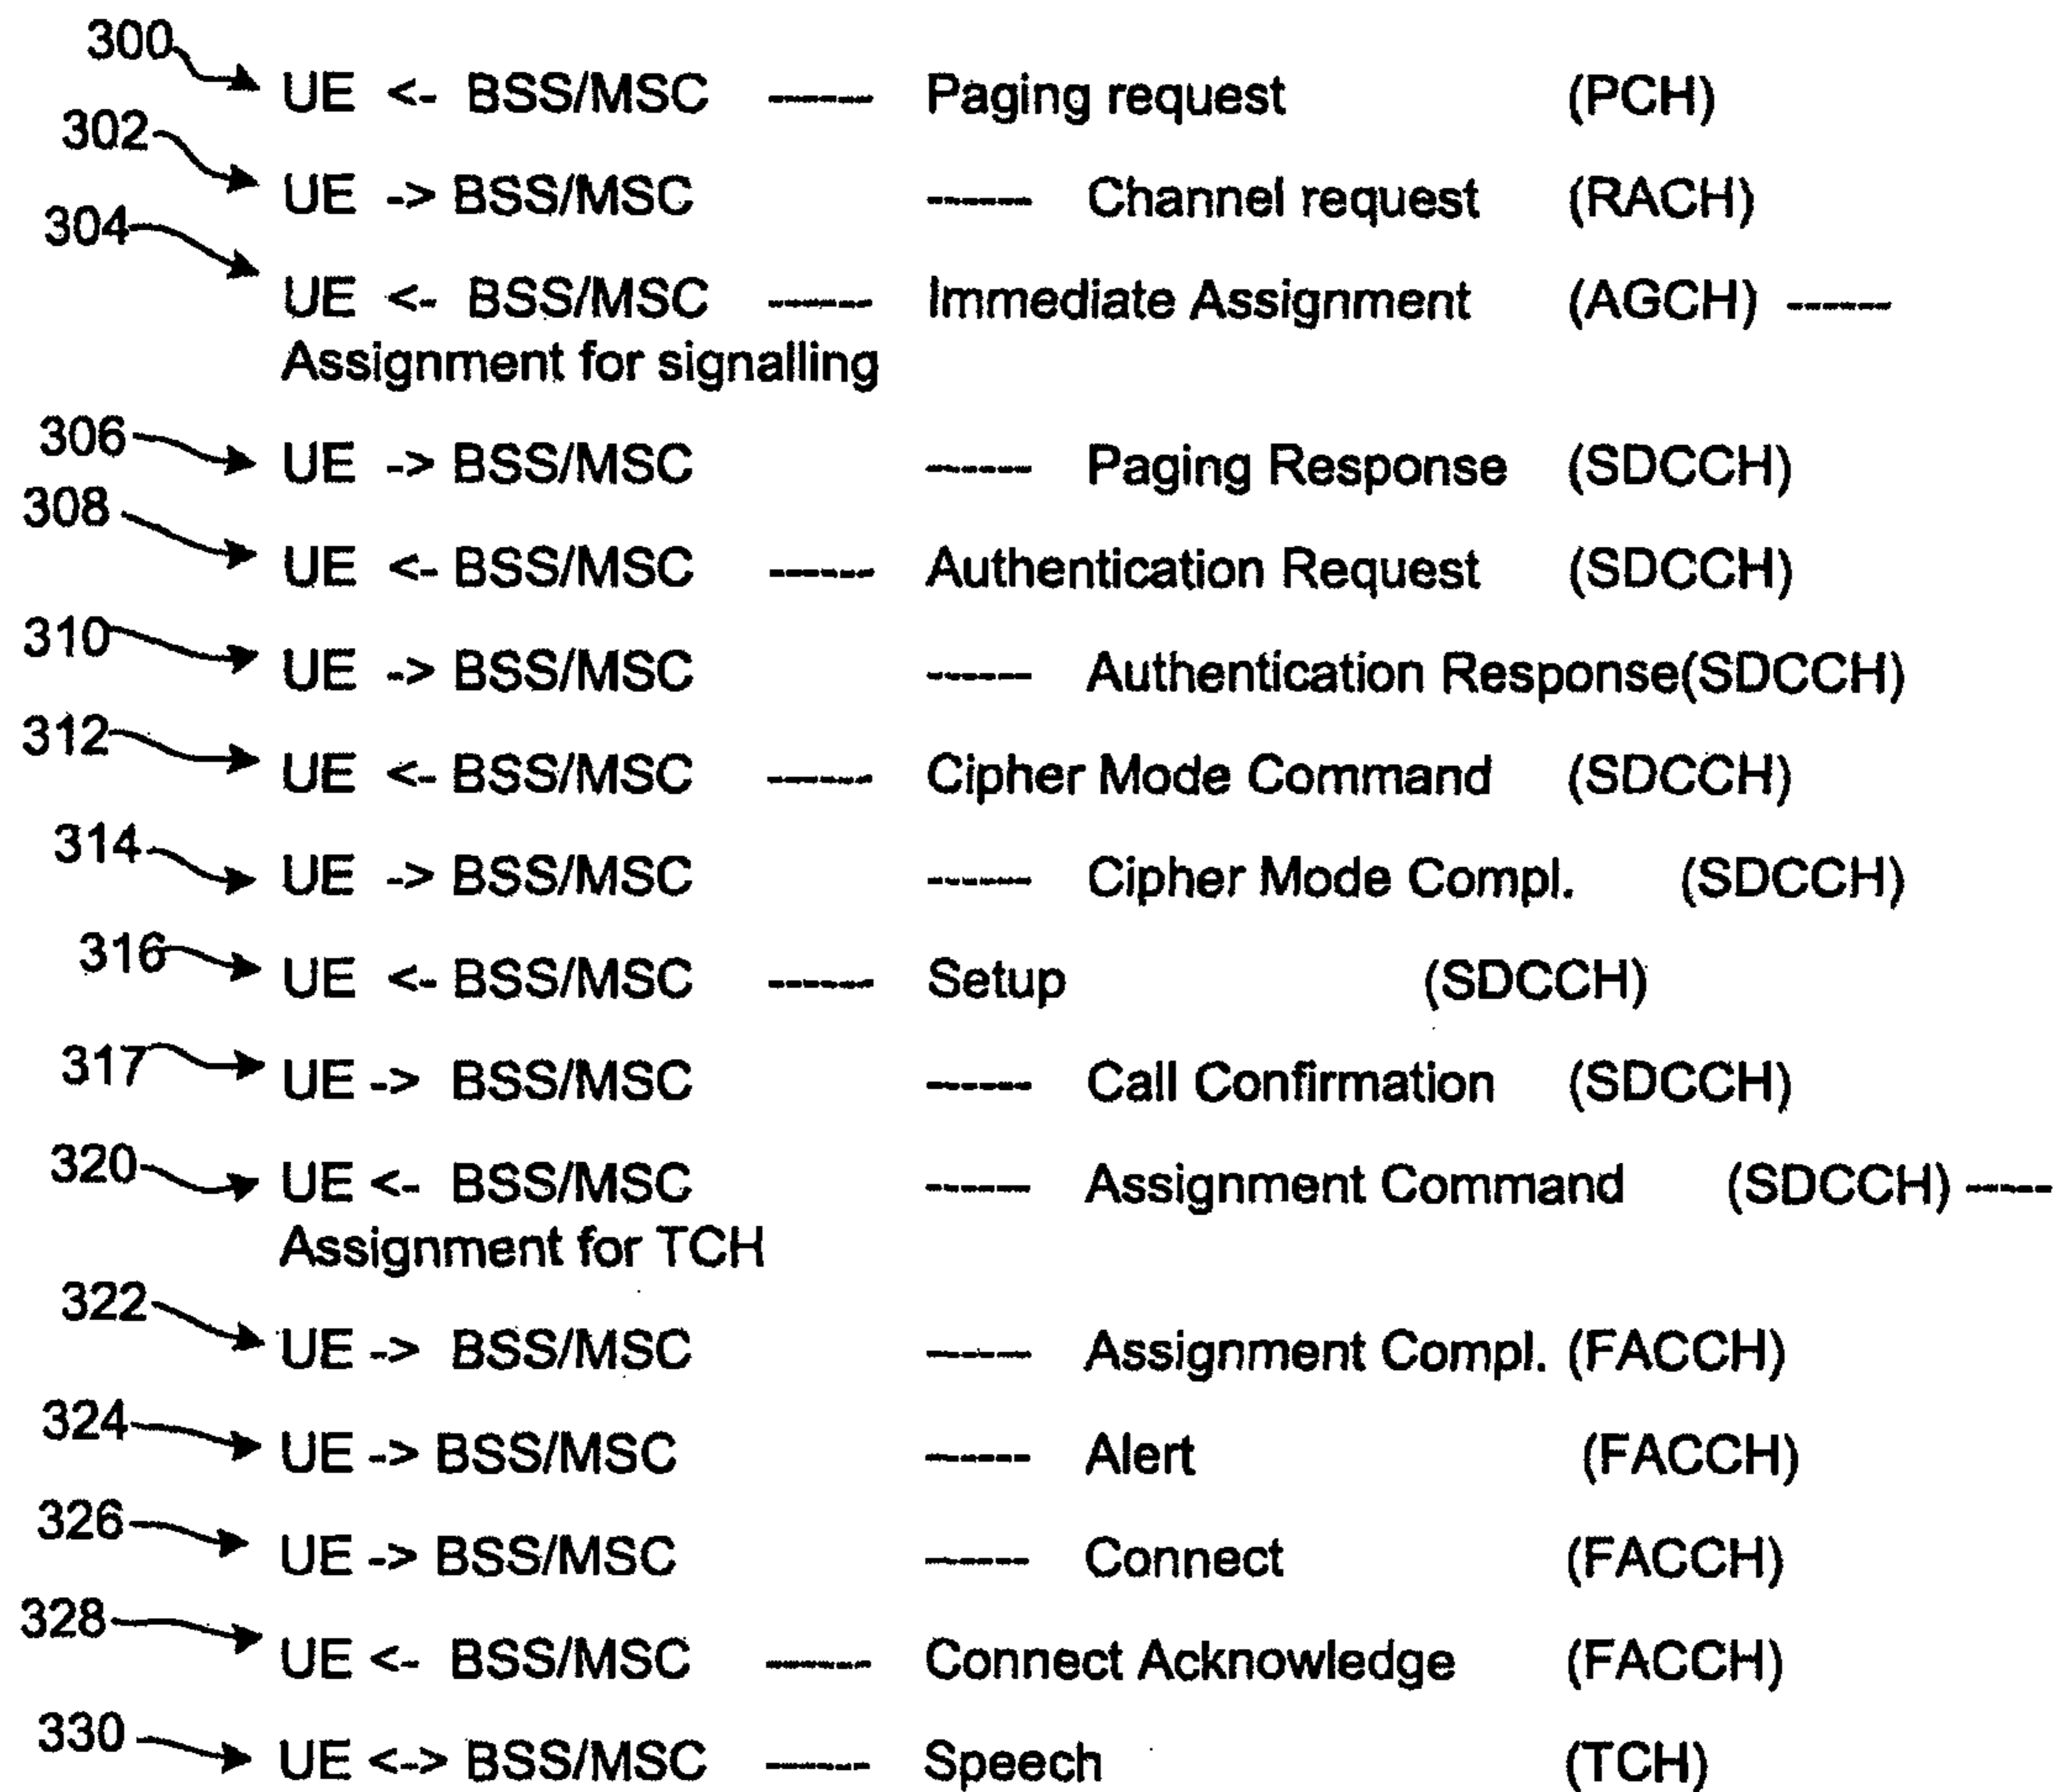 300 UE <- BSS/MSC ----- Paging request (PCH)
302 UE -> BSS/MSC ----- Channel request (RACH)
304 UE <- BSS/MSC ----- Immediate Assignment (AGCH) -----
Assignment for signalling
306 UE -> BSS/MSC ----- Paging Response (SDCCH)
308 UE <- BSS/MSC ----- Authentication Request (SDCCH)
310 UE -> BSS/MSC ----- Authentication Response(SDCCH)
312 UE <- BSS/MSC ----- Cipher Mode Command (SDCCH)
314 UE -> BSS/MSC ----- Cipher Mode Compl. (SDCCH)
316 UE <- BSS/MSC ----- Setup (SDCCH)
317 UE -> BSS/MSC ----- Call Confirmation (SDCCH)
320 UE <- BSS/MSC ----- Assignment Command (SDCCH) -----
Assignment for TCH
322 UE -> BSS/MSC ----- Assignment Compl. (FACCH)
324 UE -> BSS/MSC ----- Alert (FACCH)
326 UE -> BSS/MSC ----- Connect (FACCH)
328 UE <- BSS/MSC ----- Connect Acknowledge (FACCH)
330 UE <-> BSS/MSC ----- Speech (TCH)